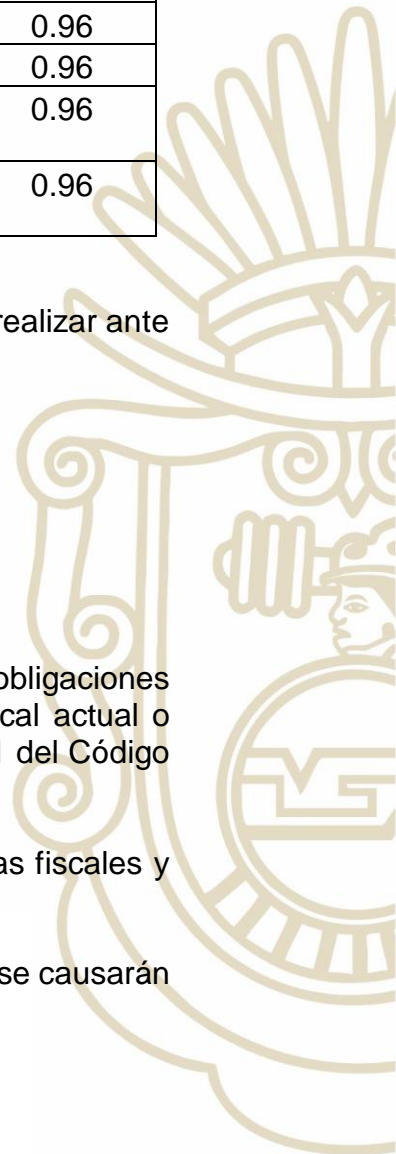 0.96
0.96
0.96
0.96
realizar ante
obligaciones
cal actual o
del Código
as fiscales y
se causarán